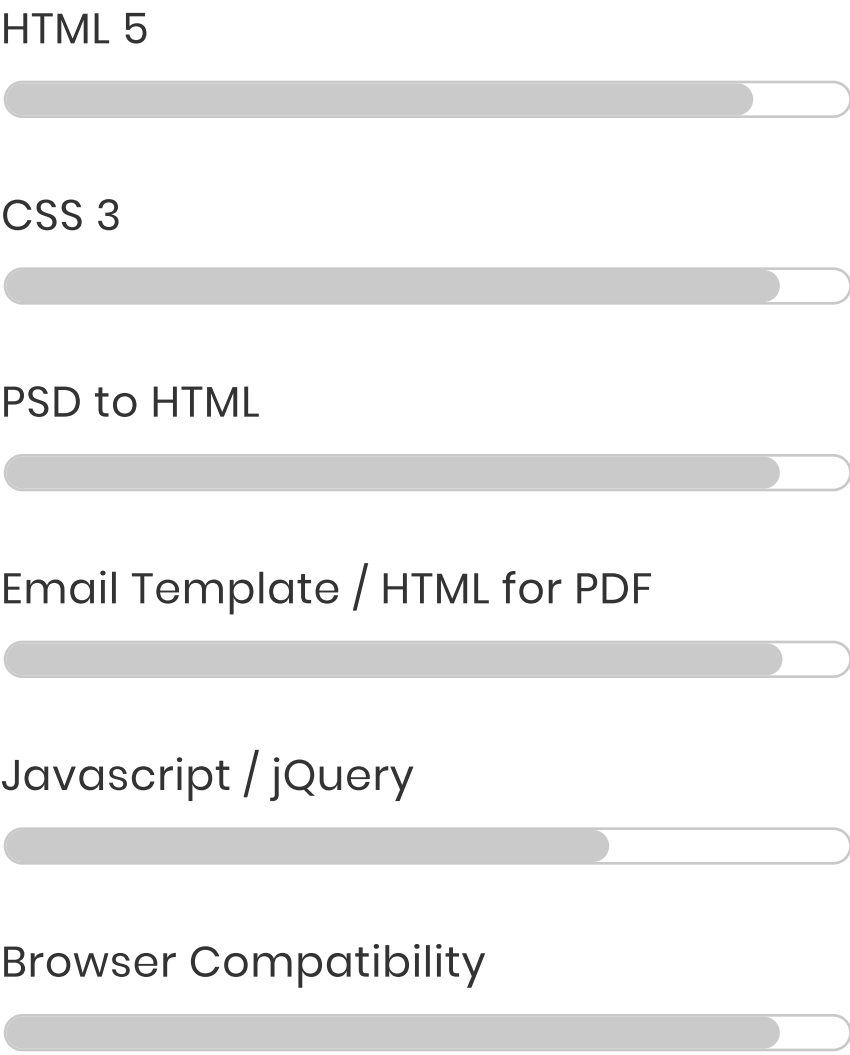 HTML 5
CSS 3
PSD to HTML
Email Template / HTML for PDF
Javascript / jQuery
Browser Compatibility